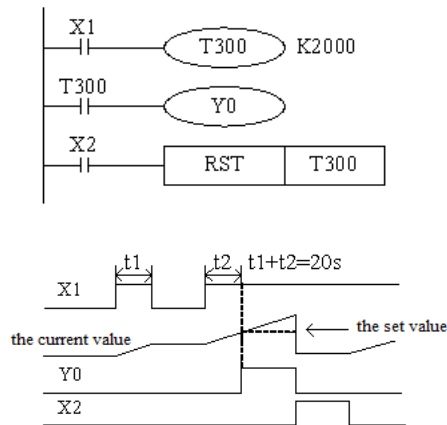 X1
T300 K2000
T300
Y0
X2
RST T300
t1 t2 t1+t2=20s
X1
the set value
the current value
Y0
X2